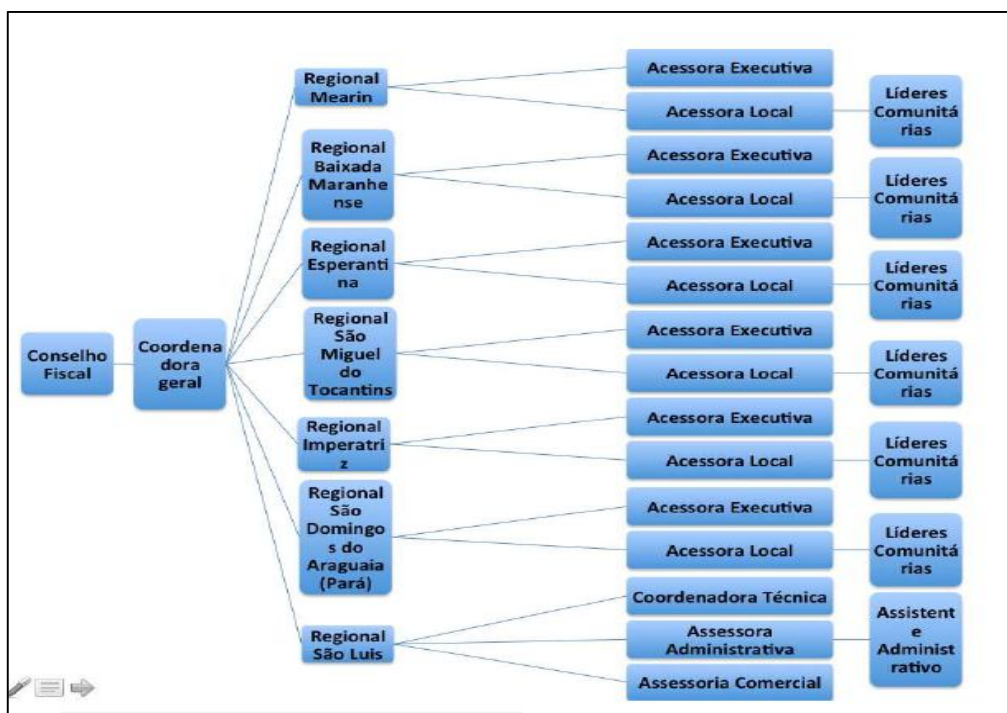 Conselho
Fiscal
Coordena
dora
geral
Regional
Mearin
Acessora Executiva
Acessora Local
Líderes
Comunitá
rias
Regional
Baixada
Maranhe
nse
Acessora Executiva
Acessora Local
Líderes
Comunitá
rias
Regional
Esperanti
na
Acessora Executiva
Acessora Local
Líderes
Comunitá
rias
Regional
São
Miguel
do
Tocantins
Acessora Executiva
Acessora Local
Líderes
Comunitá
rias
Regional
Imperatri
z
Acessora Executiva
Acessora Local
Líderes
Comunitá
rias
Regional
São
Domingo
s do
Araguaia
(Pará)
Acessora Executiva
Acessora Local
Líderes
Comunitá
rias
Regional
São Luis
Coordenadora Técnica
Assessora
Administrativa
Assessoria Comercial
Assistent
e
Administ
rativo